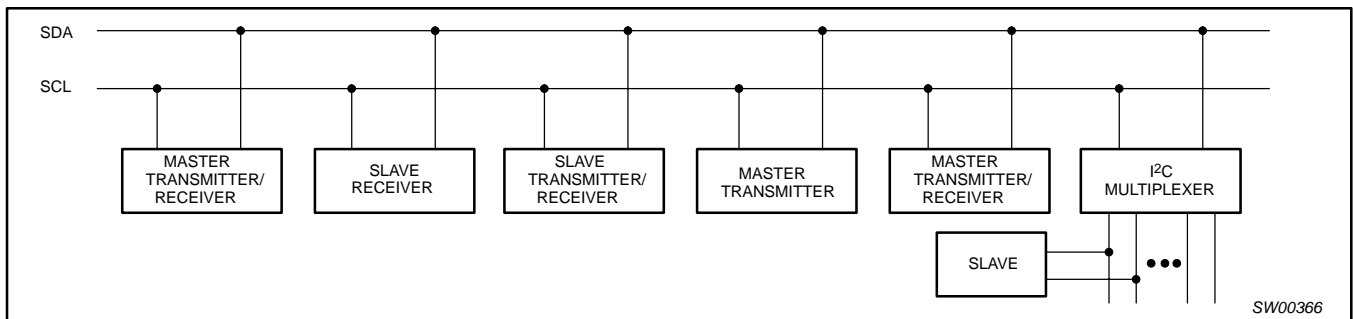 SDA
SCL
MASTER
TRANSMITTER/
RECEIVER
SLAVE
RECEIVER
SLAVE
TRANSMITTER/
RECEIVER
MASTER
TRANSMITTER
MASTER
TRANSMITTER/
RECEIVER
I²C
MULTIPLEXER
SLAVE
SW00366